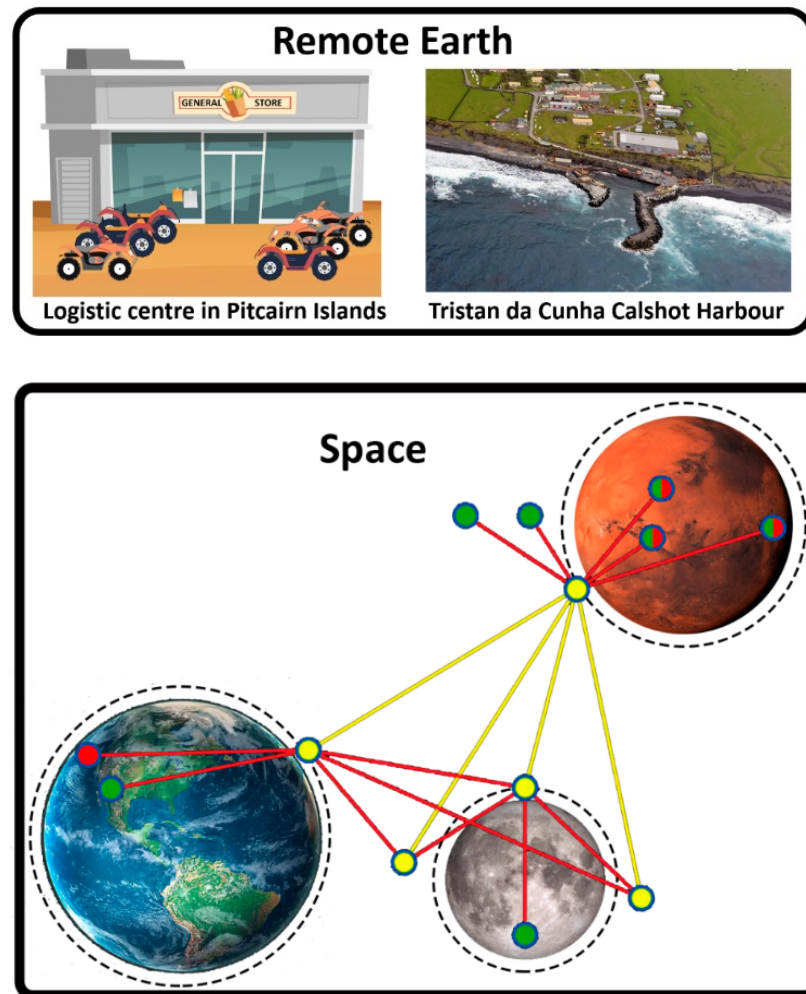 Remote Earth
GENERAL STORE
Logistic centre in Pitcairn Islands
Tristan da Cunha Calshot Harbour
Space